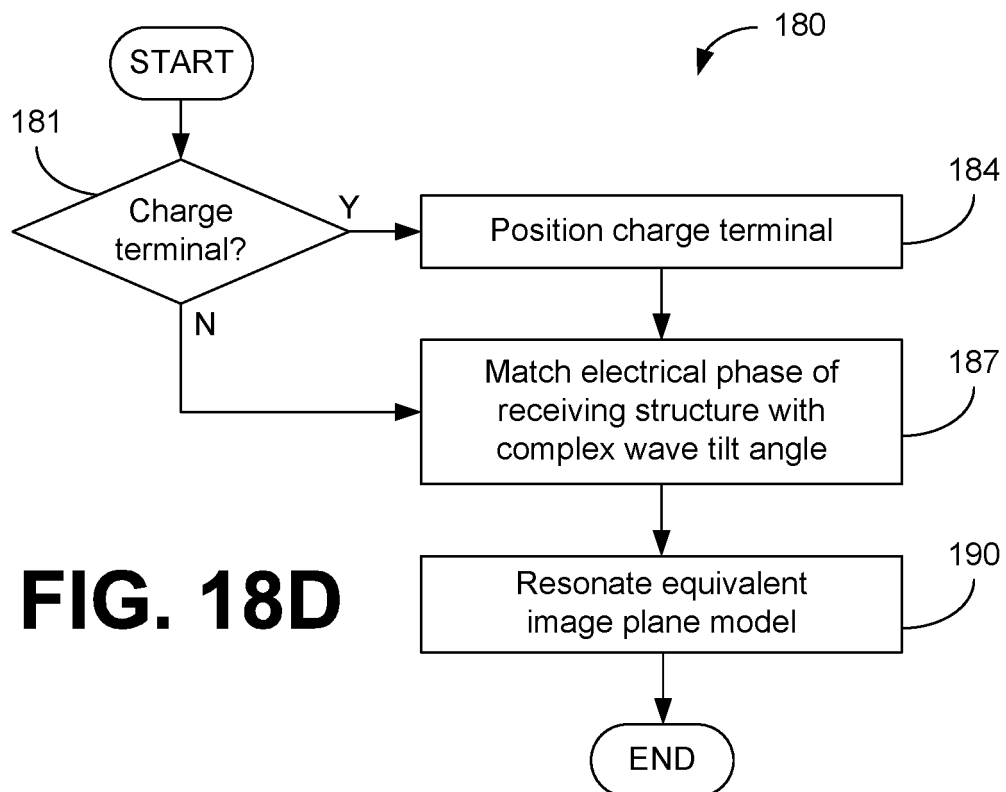 180
START
181
Charge
terminal?
Y
N
184
Position charge terminal
187
Match electrical phase of
receiving structure with
complex wave tilt angle
190
Resonate equivalent
image plane model
FIG. 18D
END